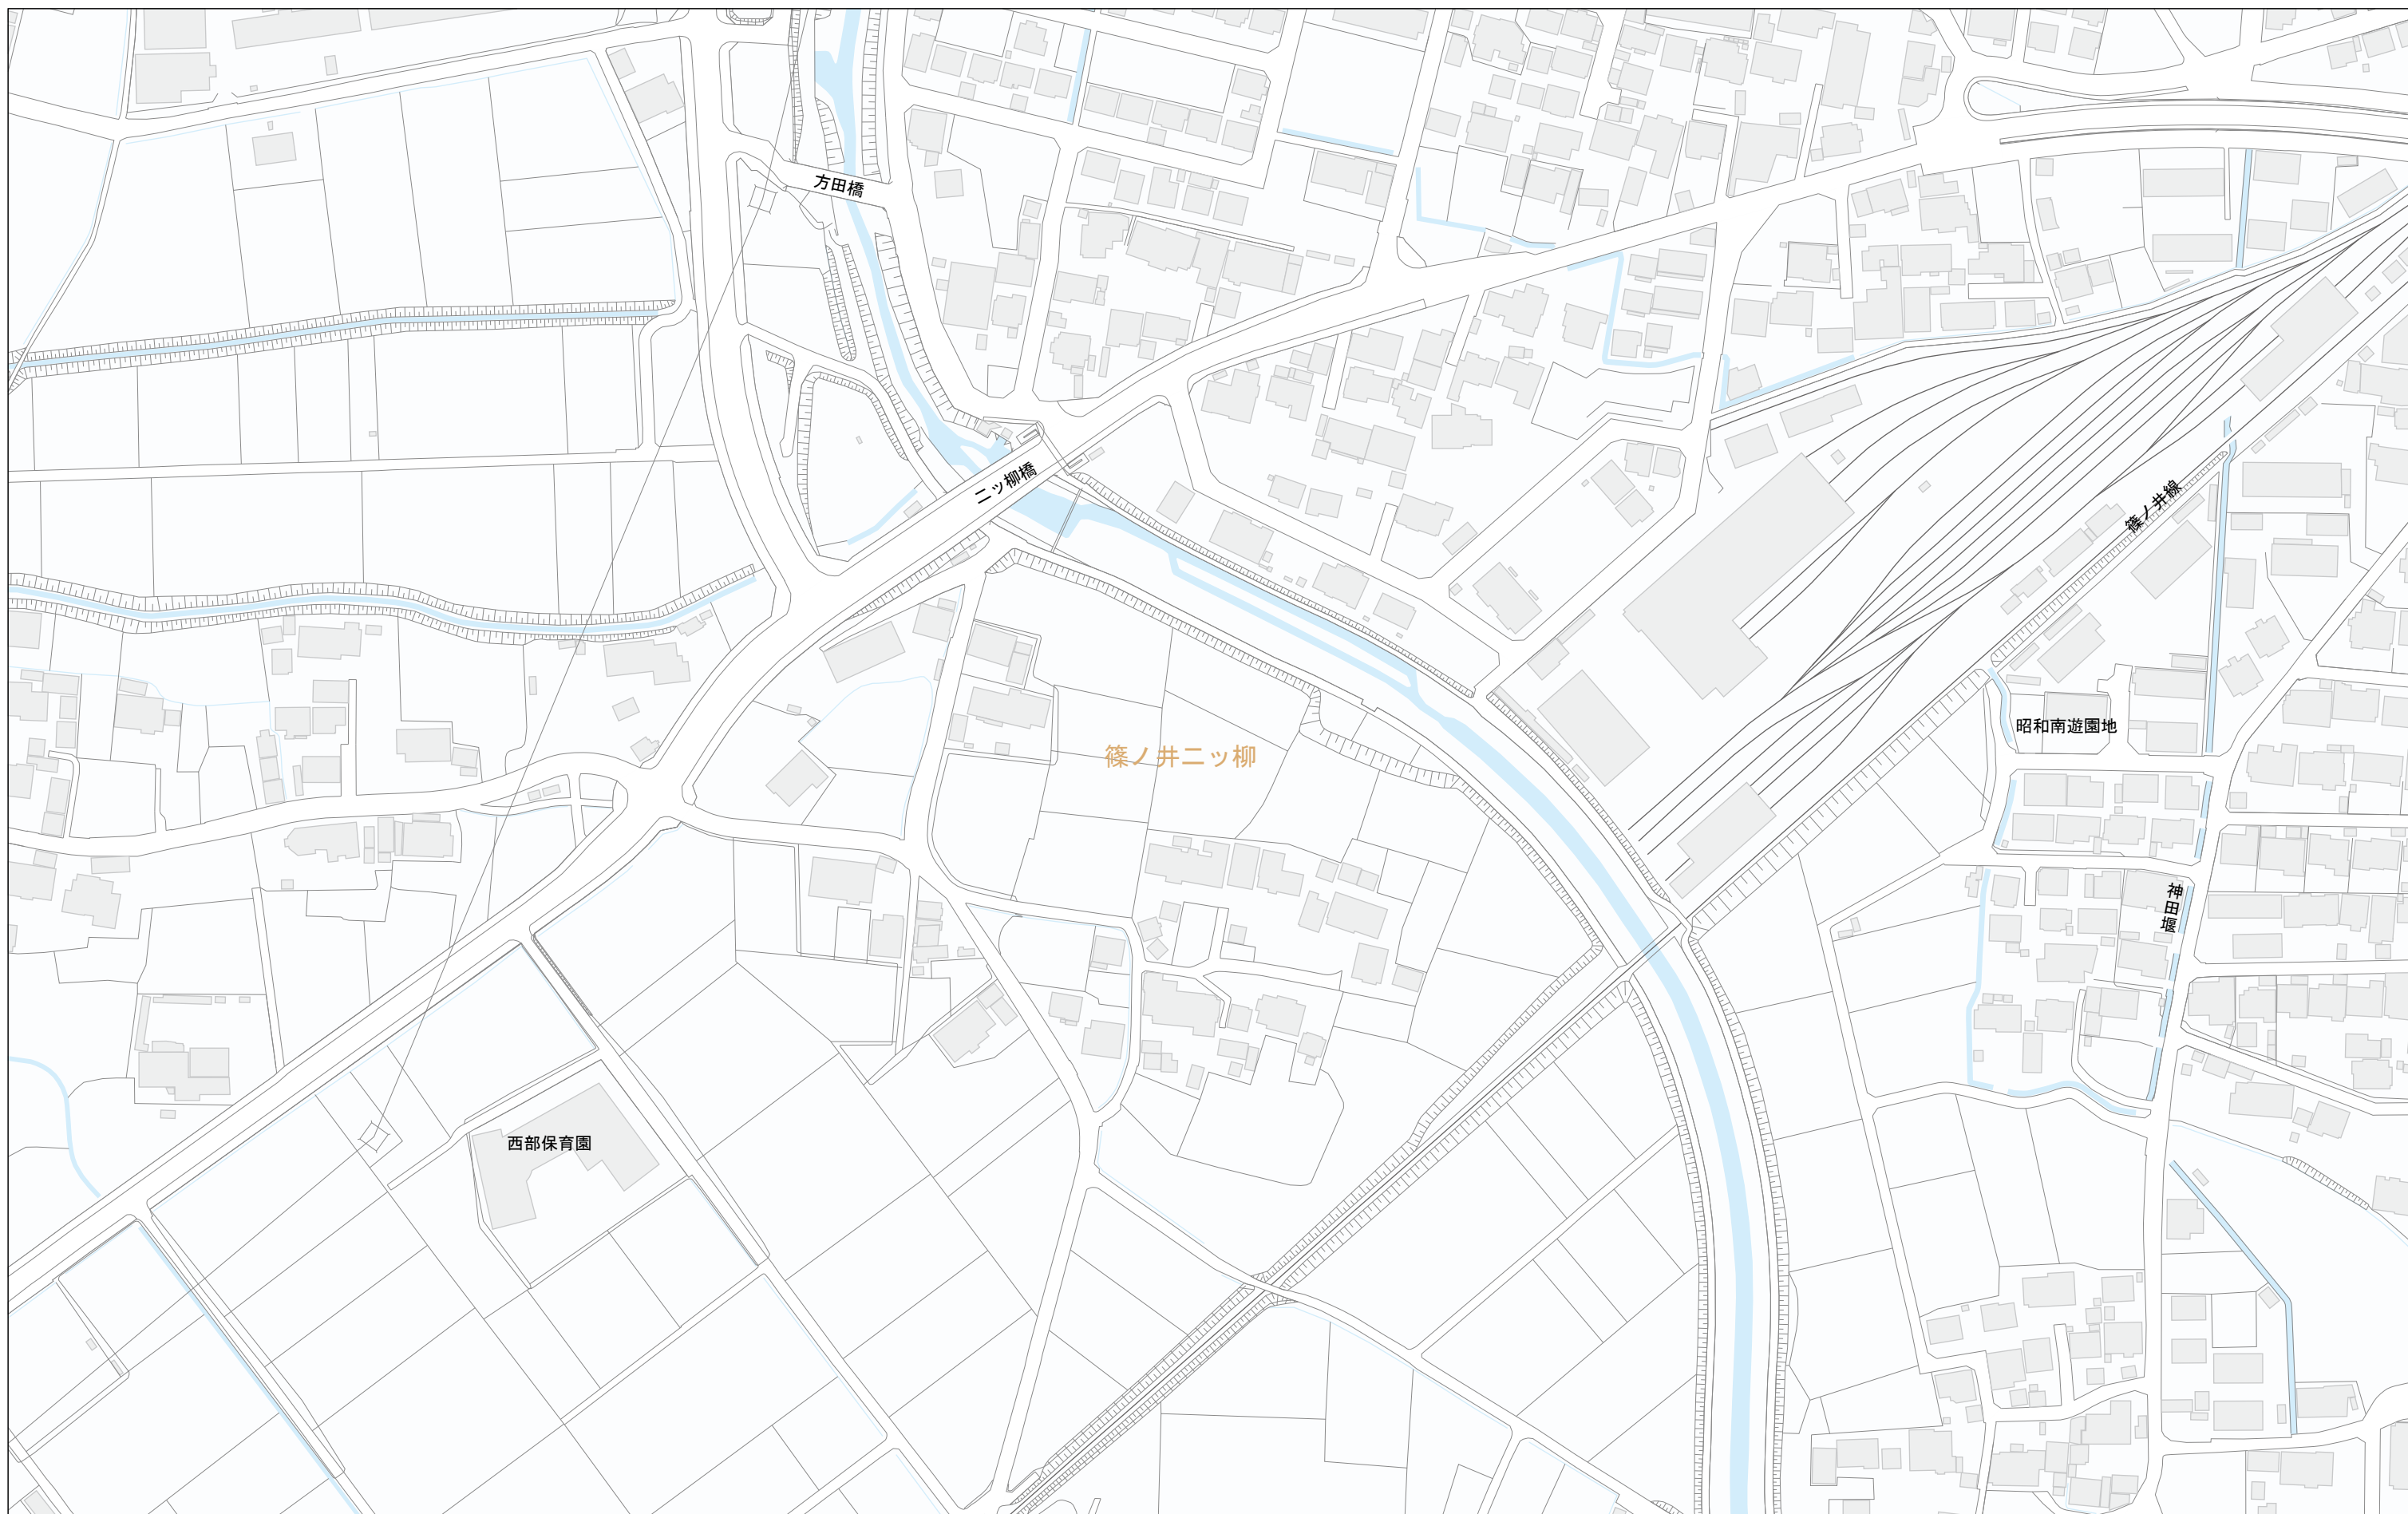 方田橋
二ッ柳橋
篠ノ井線
昭和南遊園地
篠ノ井二ッ柳
神田堰
西部保育園